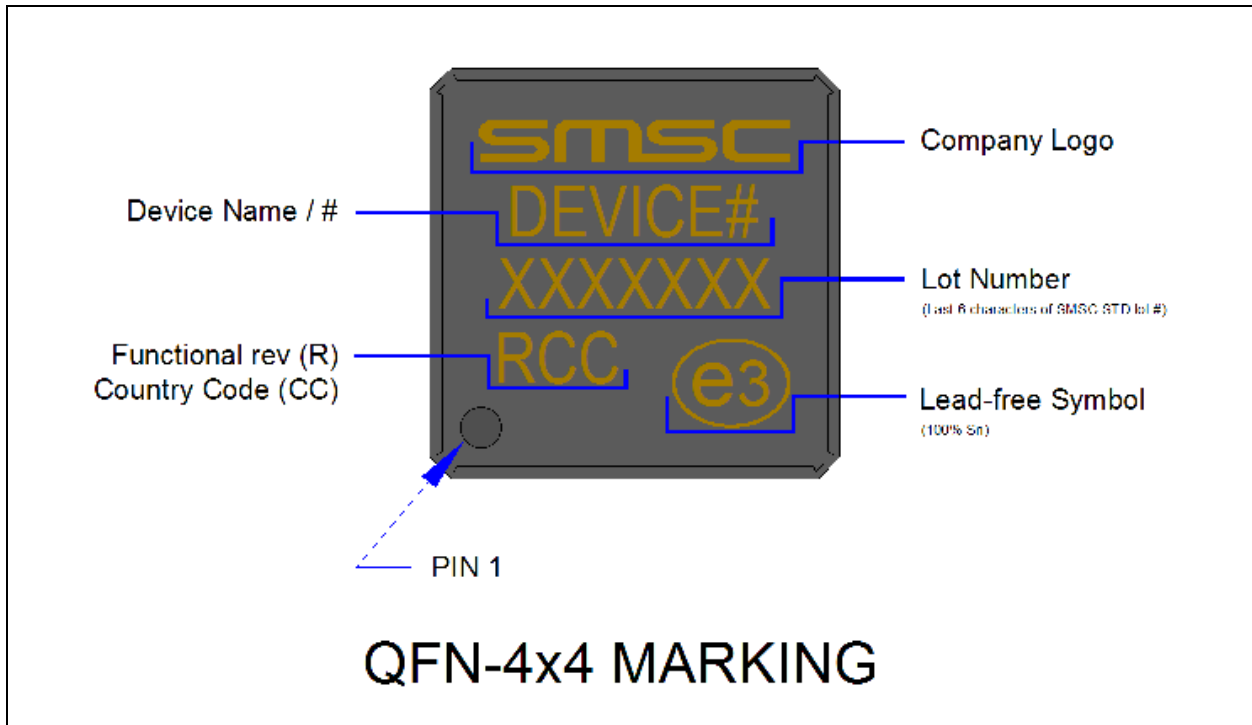 smsc
Company Logo
Device Name / #
DEVICE#
XXXXXXX
Lot Number
(Last 6 characters of SMSC STD lot #)
Functional rev (R)
Country Code (CC)
RCC
e3
Lead-free Symbol
(100% Sn)
PIN 1
QFN-4x4 MARKING